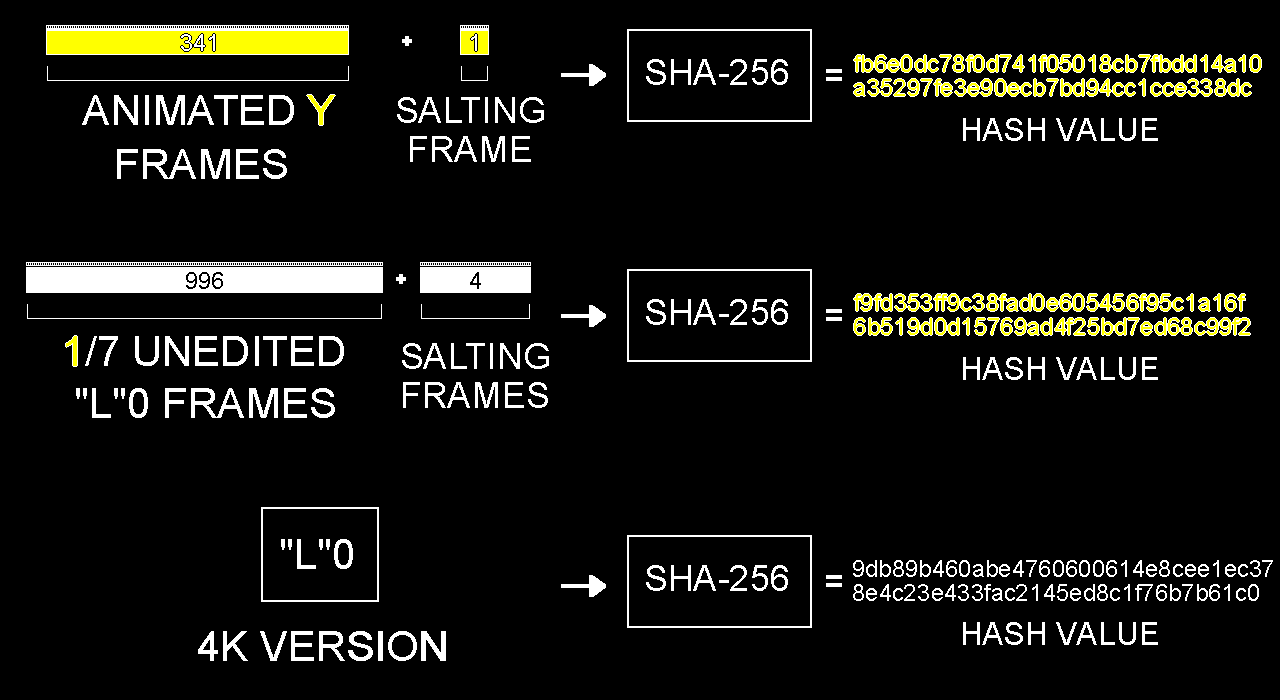 341 + 1
ANIMATED Y
FRAMES
SALTING
FRAME
SHA-256
= fb6e0dc78f0d741f05018cb7ffbdd14a10
a35297fe3e90ecb7bd94cc1cce338dc
HASH VALUE
996 + 4
1/7 UNEDITED
"L"0 FRAMES
SALTING
FRAMES
SHA-256
= f9fd353ff9c38fad0e605456f95c1a16f
6b519d0d15769ad4f25bd7ed68c99f2
HASH VALUE
"L"0
4K VERSION
SHA-256
= 9db89b460abe4760600614e8cee1ec37
8e4c23e433fac2145ed8c1f76b7b61c0
HASH VALUE